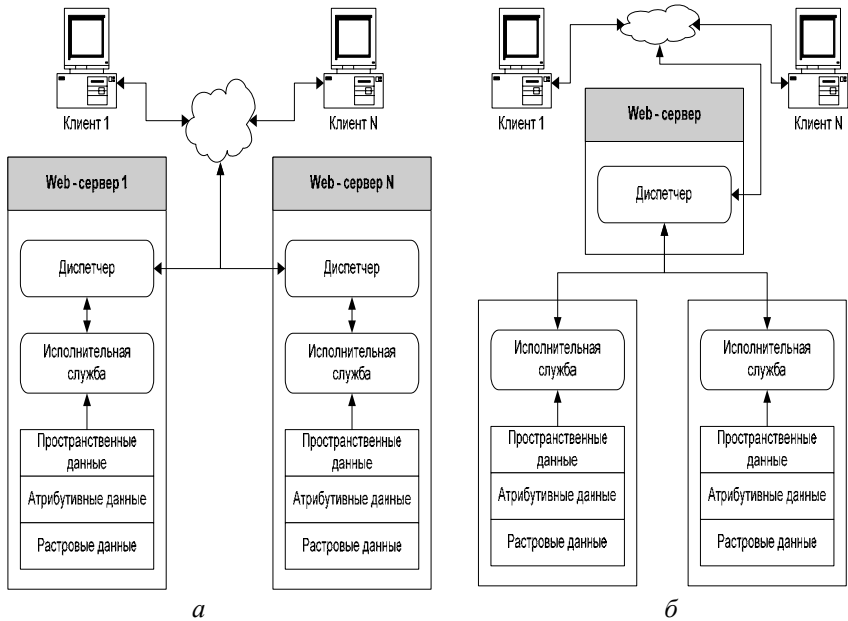 Клиент 1
Клиент N
Web - сервер 1
Web - сервер N
Диспетчер
Диспетчер
Исполнительная
служба
Исполнительная
служба
Пространственные
данные
Атрибутивные данные
Растровые данные
Пространственные
данные
Атрибутивные данные
Растровые данные
а
Клиент 1
Клиент N
Web - сервер
Диспетчер
Исполнительная
служба
Исполнительная
служба
Пространственные
данные
Атрибутивные данные
Растровые данные
Пространственные
данные
Атрибутивные данные
Растровые данные
б